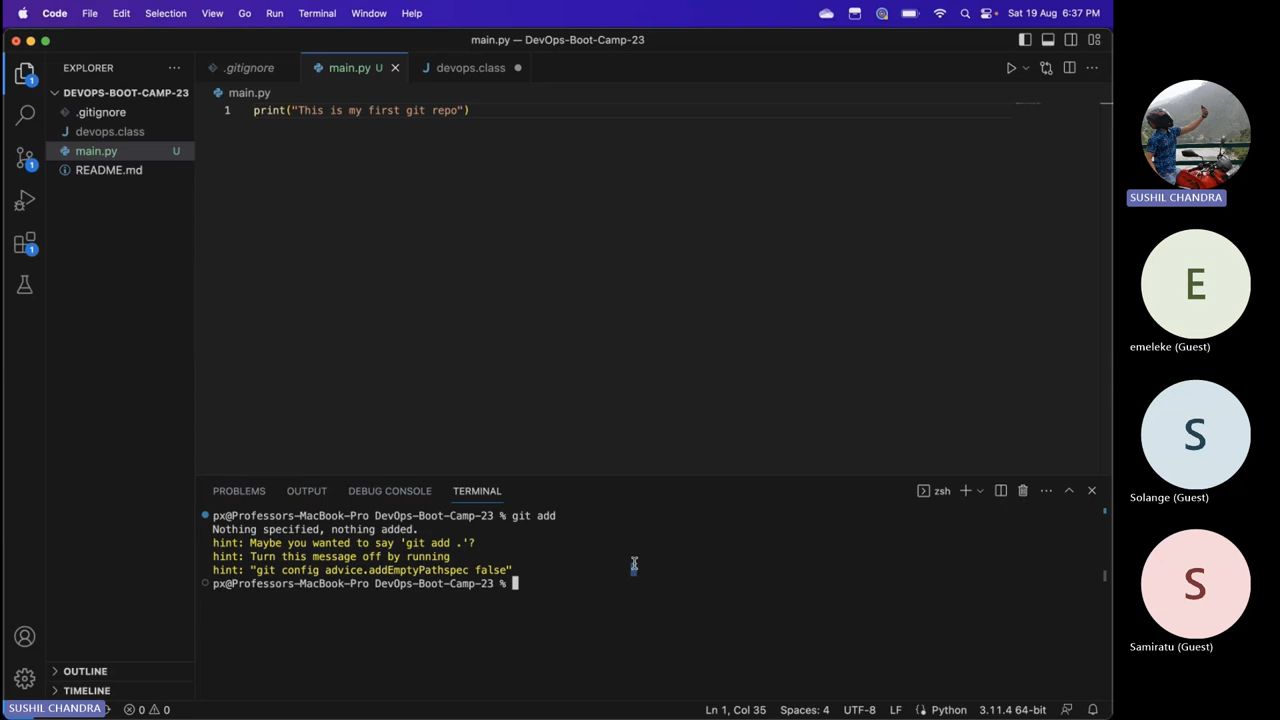 Code File Edit Selection View Go Run Terminal Window Help Sat 19 Aug 6:37 PM
main.py — DevOps-Boot-Camp-23
EXPLORER
.gitignore
main.py U
devops.class
DEVOPS-BOOT-CAMP-23
.gitignore
devops.class
main.py U
README.md
main.py
1 print("This is my first git repo")
1
1
1
PROBLEMS OUTPUT DEBUG CONSOLE TERMINAL
zsh
px@Professors-MacBook-Pro DevOps-Boot-Camp-23 % git add
Nothing specified, nothing added.
hint: Maybe you wanted to say 'git add .'?
hint: Turn this message off by running
hint: "git config advice.addEmptyPathspec false"
px@Professors-MacBook-Pro DevOps-Boot-Camp-23 %
OUTLINE
TIMELINE
SUSHIL CHANDRA
0 0
Ln 1, Col 35 Spaces: 4 UTF-8 LF Python 3.11.4 64-bit
SUSHIL CHANDRA
E
emeleke (Guest)
S
Solange (Guest)
S
Samiratu (Guest)